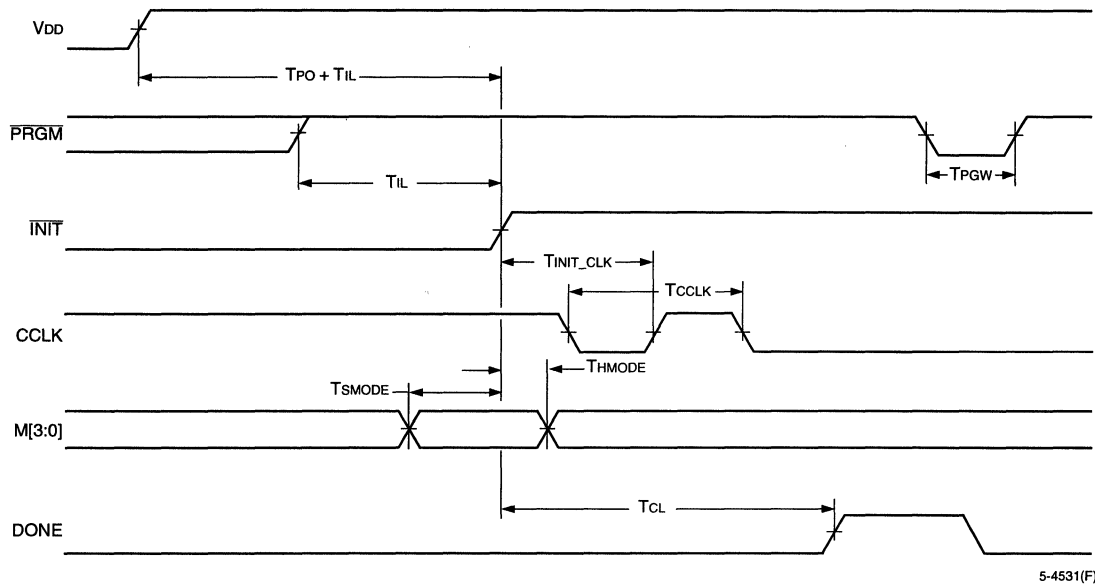 VDD
TPO + TIL
PRGM
TIL
TPGW
INIT
TINIT_CLK
TCCLK
CCLK
THMODE
TSMODE
M[3:0]
TCL
DONE
5-4531(F)